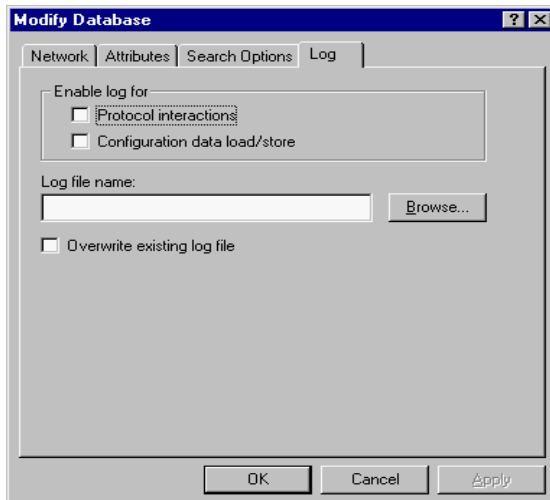 Modify Database
Network Attributes Search Options Log
Enable log for
Protocol interactions
Configuration data load/store
Log file name:
Browse...
Overwrite existing log file
OK Cancel Apply